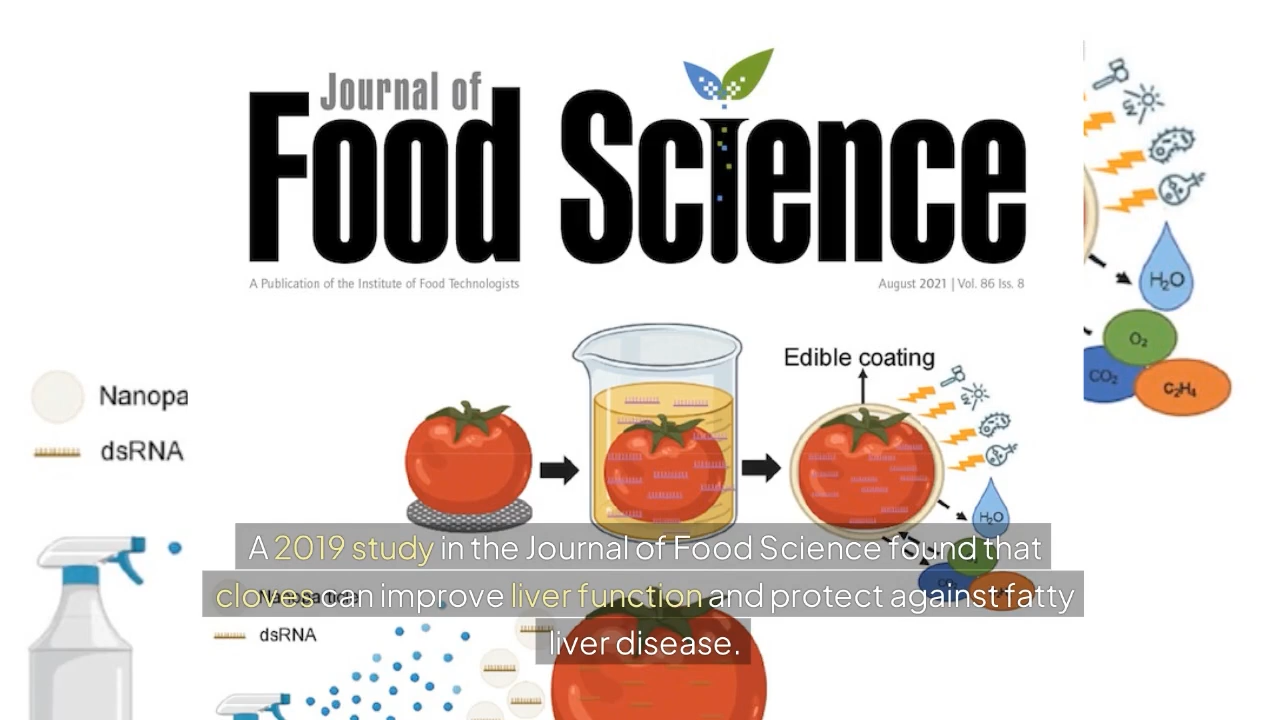 Journal of
Food Science
A Publication of the Institute of Food Technologists
August 2021 | Vol. 86 Iss. 8
Edible coating
H₂O
O₂
CO₂
C₂H₄
Nanopa
dsRNA
H₂O
A 2019 study in the Journal of Food Science found that
cloves can improve liver function and protect against fatty
liver disease.
Nanoparticle
dsRNA